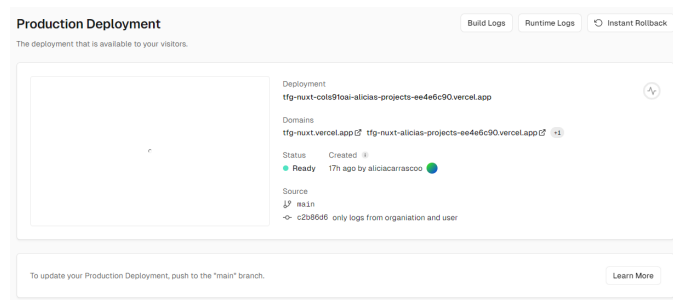 Production Deployment
Build Logs
Runtime Logs
Instant Rollback
The deployment that is available to your visitors.
Deployment
tfg-nuxt-cols91oai-alicias-projects-ee4e6c90.vercel.app
Domains
tfg-nuxt.vercel.app tfg-nuxt-alicias-projects-ee4e6c90.vercel.app +1
Status Created
Ready 17h ago by aliciacarrascoo
Source
main
c2b86d6 only logs from organiation and user
To update your Production Deployment, push to the "main" branch.
Learn More